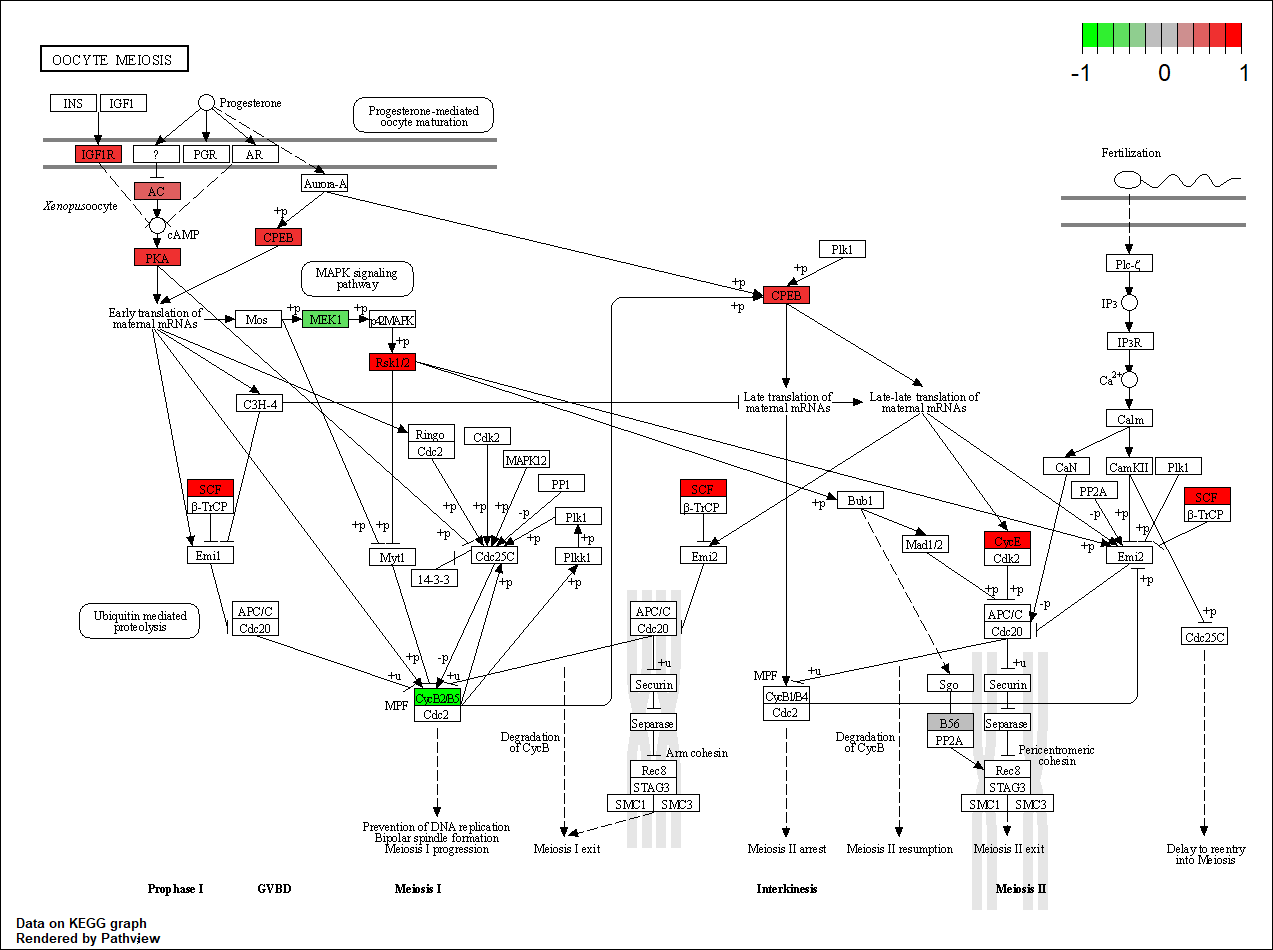 OOCYTE MEIOSIS
-1 0 1
INS IGF1
Progesterone
Progesterone-mediated
oocyte maturation
IGF1R ? PGR AR
Fertilization
Aurora-A
AC
Xenopus oocyte
cAMP
+p
CPEB
PKA
Plk1
+p
Plc-ζ
MAPK signaling
pathway
+p
CPEB
+p
IP3
Early translation of
maternal mRNAs
Mos
+p
MEK1
+p
p42MAPK
+p
IP3R
Rsk1/2
Ca2+
C3H-4
Late translation of
maternal mRNAs
Late-late translation of
maternal mRNAs
Calm
Ringo
Cdc2
Cdk2
MAPK12
PP1
CaN
CamKII
Plk1
SCF
β-TrCP
SCF
β-TrCP
PP2A
SCF
β-TrCP
+p
Bub1
+p
+p
+p
-p
Plk1
-p
+p
+p
+p
+p
+p
+p
+p
+p
CycE
Cdk2
Mad1/2
+p
Emi1
Myt1
Cdc25C
Plkk1
Emi2
Emi2
14-3-3
+p
+p
+p
+p
+p
Ubiquitin mediated
proteolysis
APC/C
Cdc20
APC/C
Cdc20
APC/C
Cdc20
-p
+p
Cdc25C
+p
-p
+u
+u
+u
+u
+u
MPF
CycB2/B5
Cdc2
Securin
MPF
CycB1/B4
Cdc2
Sgo
Securin
Separase
B56
PP2A
Separase
Degradation
of CycB
Arm cohesin
Degradation
of CycB
Pericentromeric
cohesin
Rec8
STAG3
SMC1 SMC3
Rec8
STAG3
SMC1 SMC3
Prevention of DNA replication
Bipolar spindle formation
Meiosis I progression
Meiosis I exit
Meiosis II arrest
Meiosis II resumption
Meiosis II exit
Delay to reentry
into Meiosis
Prophase I GVBD Meiosis I Interkinesis Meiosis II
Data on KEGG graph
Rendered by Pathview